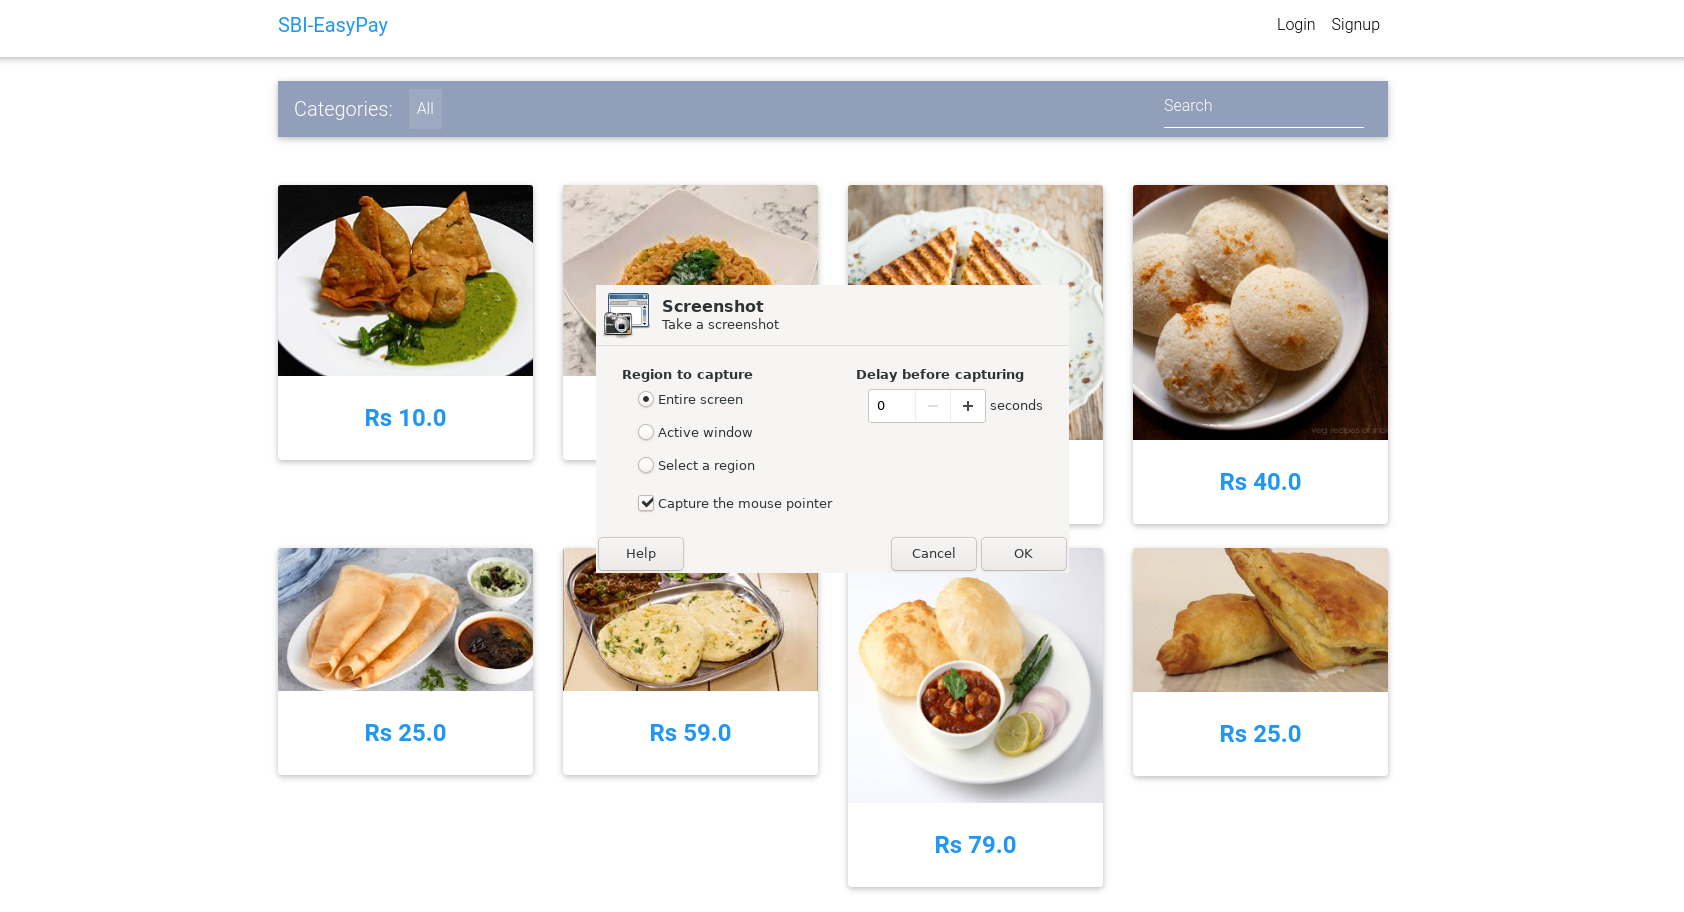 SBI-EasyPay
Login Signup
Categories: All
Search
Screenshot
Take a screenshot
Region to capture
Entire screen
Active window
Select a region
Capture the mouse pointer
Delay before capturing
0 seconds
Help Cancel OK
Rs 10.0
veg recipes of
Rs 40.0
Rs 25.0
Rs 59.0
Rs 79.0
Rs 25.0